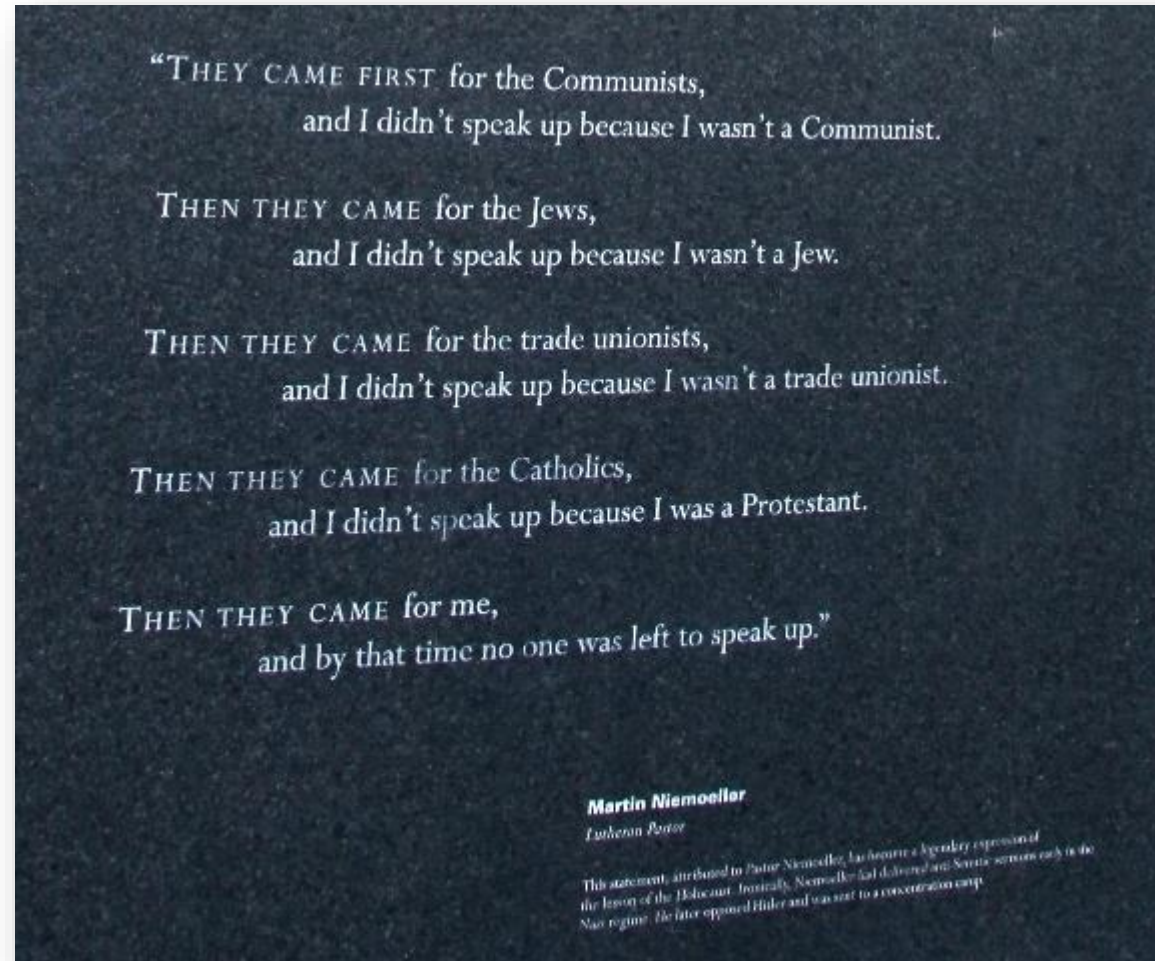 “THEY CAME FIRST for the Communists,
and I didn’t speak up because I wasn’t a Communist.
THEN THEY CAME for the Jews,
and I didn’t speak up because I wasn’t a Jew.
THEN THEY CAME for the trade unionists,
and I didn’t speak up because I wasn’t a trade unionist.
THEN THEY CAME for the Catholics,
and I didn’t speak up because I was a Protestant.
THEN THEY CAME for me,
and by that time no one was left to speak up.”
Martin Niemoeller
Lutheran Pastor
This statement, attributed to Pastor Niemoeller, has become a legendary expression of
the lesson of the Holocaust. Ironically, Niemoeller had delivered anti-Semitic sermons early in the
Nazi regime. He later opposed Hitler and was sent to a concentration camp.